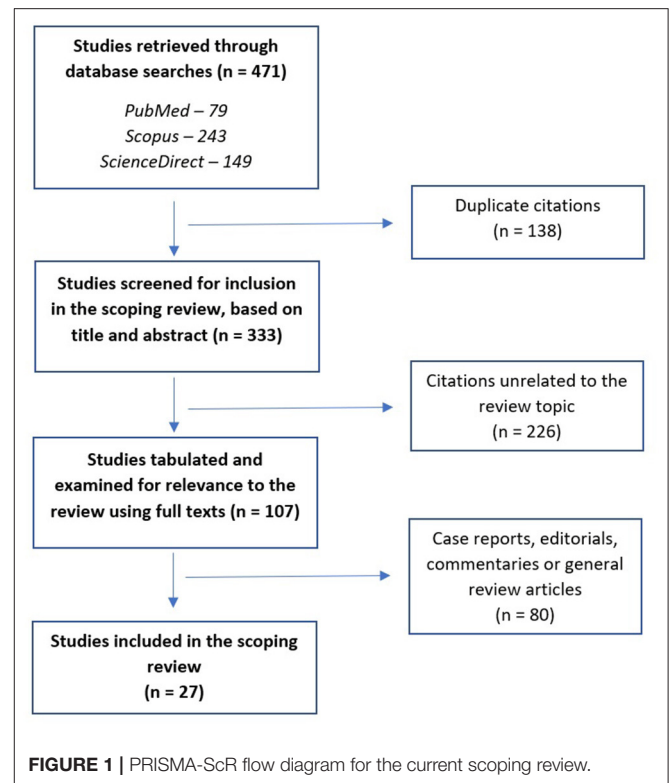 Studies retrieved through
database searches (n = 471)
PubMed – 79
Scopus – 243
ScienceDirect – 149
Duplicate citations
(n = 138)
Studies screened for inclusion
in the scoping review, based on
title and abstract (n = 333)
Citations unrelated to the
review topic
(n = 226)
Studies tabulated and
examined for relevance to the
review using full texts (n = 107)
Case reports, editorials,
commentaries or general
review articles
(n = 80)
Studies included in the scoping
review
(n = 27)
FIGURE 1 | PRISMA-ScR flow diagram for the current scoping review.